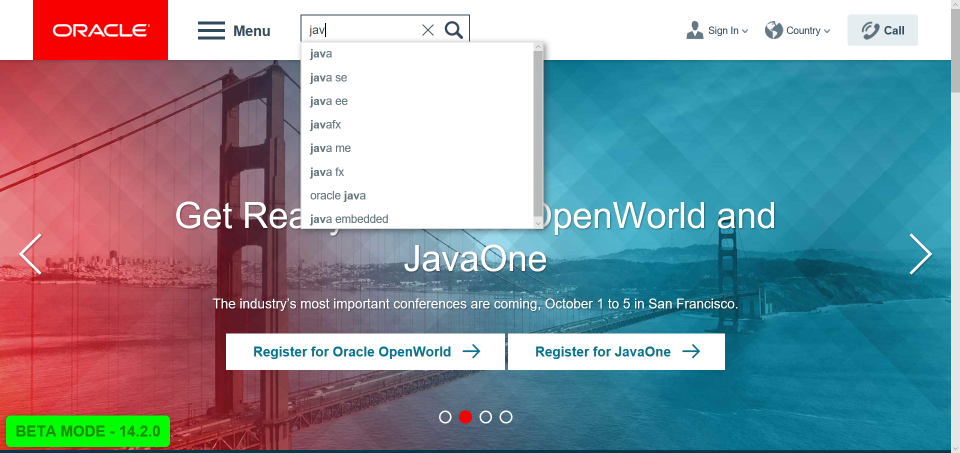 ORACLE
Menu
jav
Sign In
Country
Call
java
java se
java ee
javafx
java me
java fx
oracle java
java embedded
Get Rea OpenWorld and
JavaOne
The industry's most important conferences are coming, October 1 to 5 in San Francisco.
Register for Oracle OpenWorld
Register for JavaOne
BETA MODE - 14.2.0